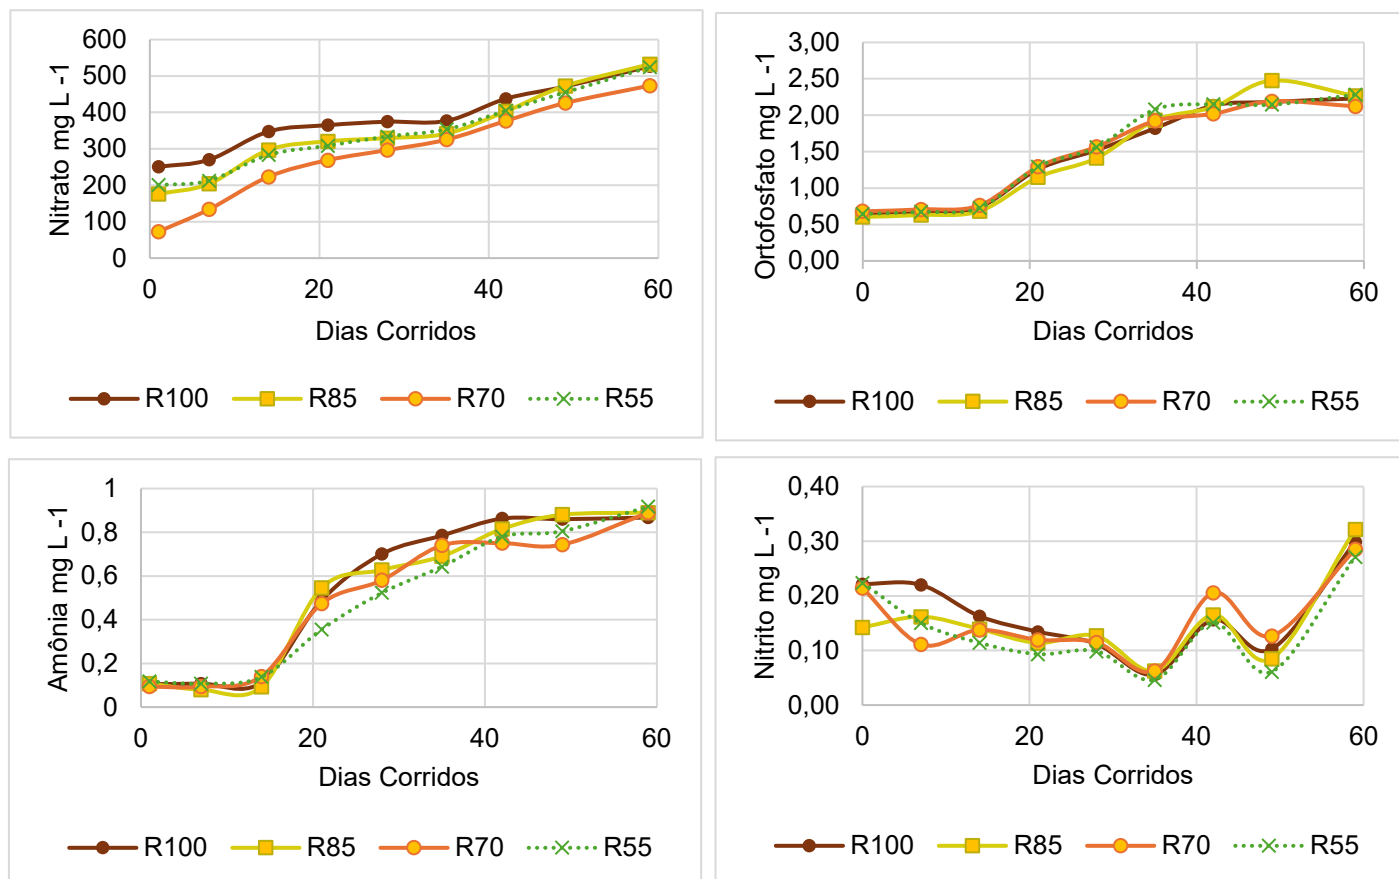 Nitrato mg L -1
600
500
400
300
200
100
0
0 20 40 60
Dias Corridos
R100 R85 R70 R55
Ortofosfato mg L -1
3,00
2,50
2,00
1,50
1,00
0,50
0,00
0 20 40 60
Dias Corridos
R100 R85 R70 R55
Amônia mg L -1
1
0,8
0,6
0,4
0,2
0
0 20 40 60
Dias Corridos
R100 R85 R70 R55
Nitrito mg L -1
0,40
0,30
0,20
0,10
0,00
0 20 40 60
Dias Corridos
R100 R85 R70 R55